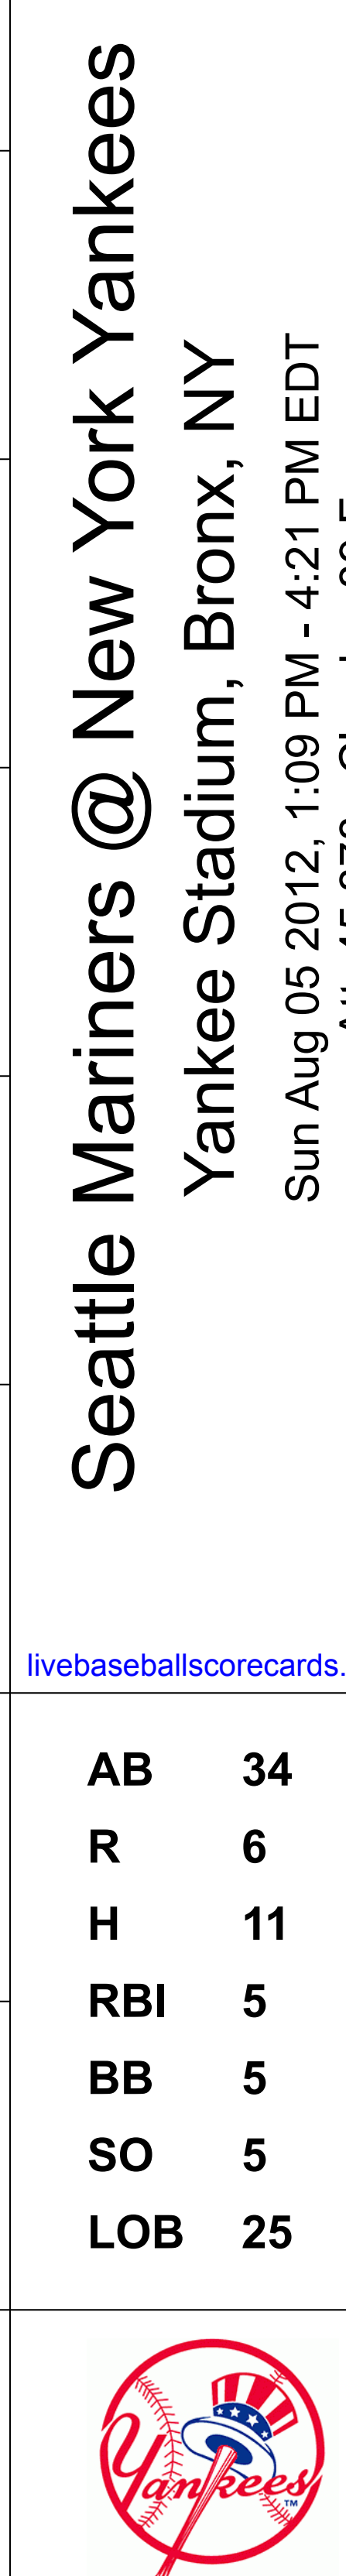 Seattle Mariners @ New York Yankees
Yankee Stadium, Bronx, NY
Sun Aug 05 2012, 1:09 PM - 4:21 PM EDT
livebaseballscorecards.
AB 34
R 6
H 11
RBI 5
BB 5
SO 5
LOB 25
Yankees
TM